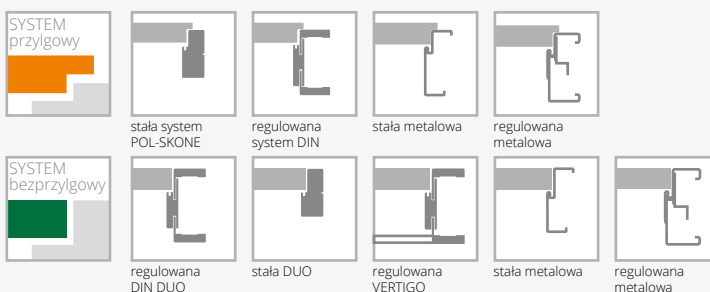 SYSTEM
przylgowy
stała system
POL-SKONE
regulowana
system DIN
stała metalowa
regulowana
metalowa
SYSTEM
bezprzylgowy
regulowana
DIN DUO
stała DUO
regulowana
VERTIGO
stała metalowa
regulowana
metalowa